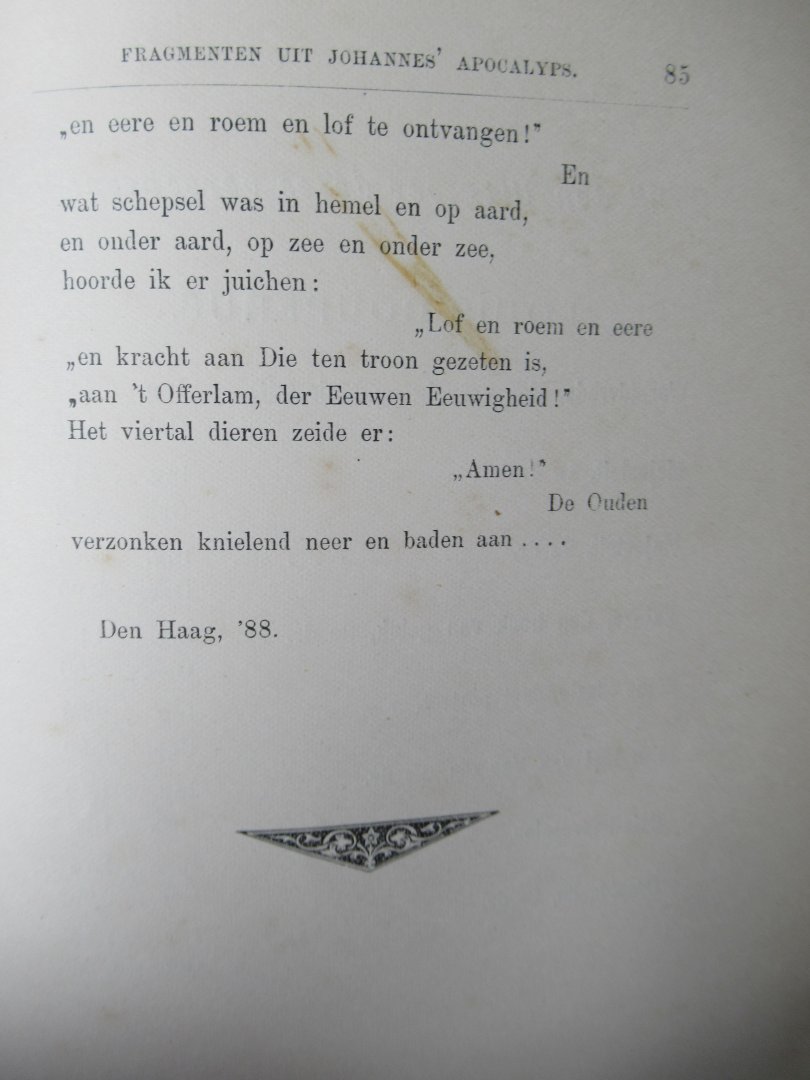 FRAGMENTEN UIT JOHANNES' APOCALYPS. 85
„en eere en roem en lof te ontvangen!”
En
wat schepsel was in hemel en op aard,
en onder aard, op zee en onder zee,
hoorde ik er juichen:
„Lof en roem en eere
„en kracht aan Die ten troon gezeten is,
„aan 't Offerlam, der Eeuwen Eeuwigheid!”
Het viertal dieren zeide er:
„Amen!”
De Ouden
verzonken knielend neer en baden aan ....
Den Haag, '88.